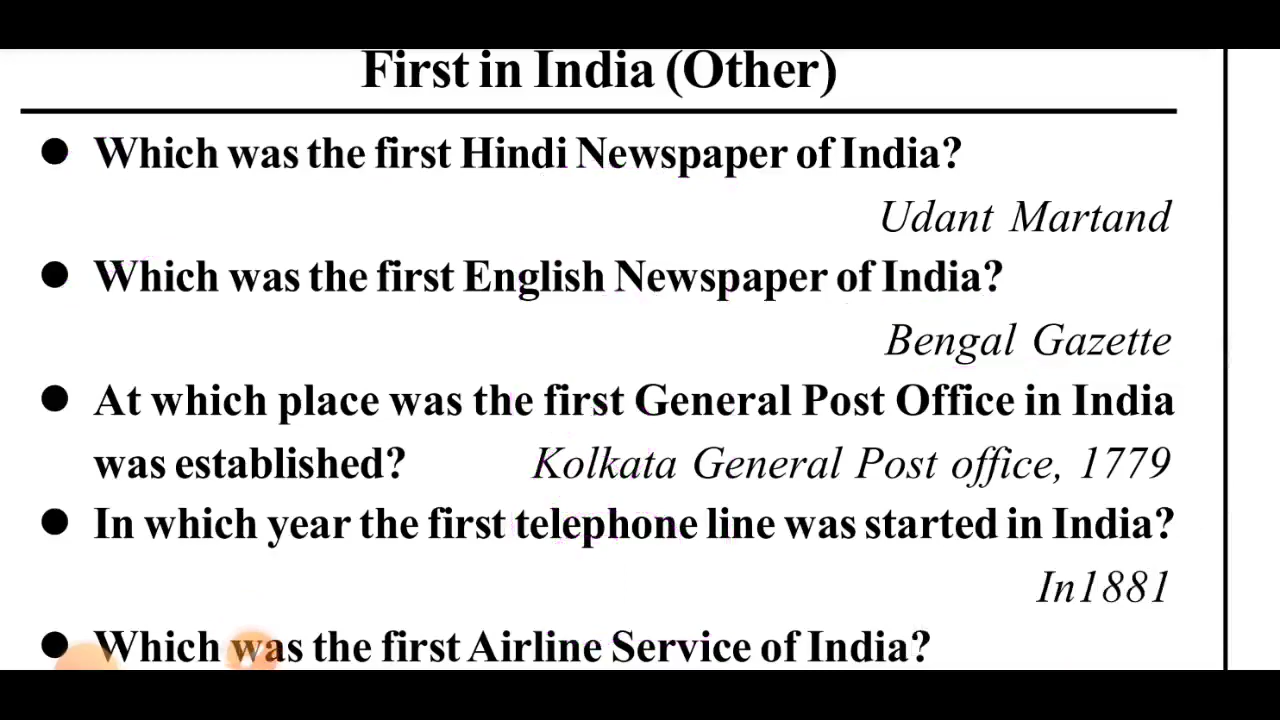 First in India (Other)
● Which was the first Hindi Newspaper of India?
Udant Martand
● Which was the first English Newspaper of India?
Bengal Gazette
● At which place was the first General Post Office in India
was established? Kolkata General Post office, 1779
● In which year the first telephone line was started in India?
In1881
● Which was the first Airline Service of India?